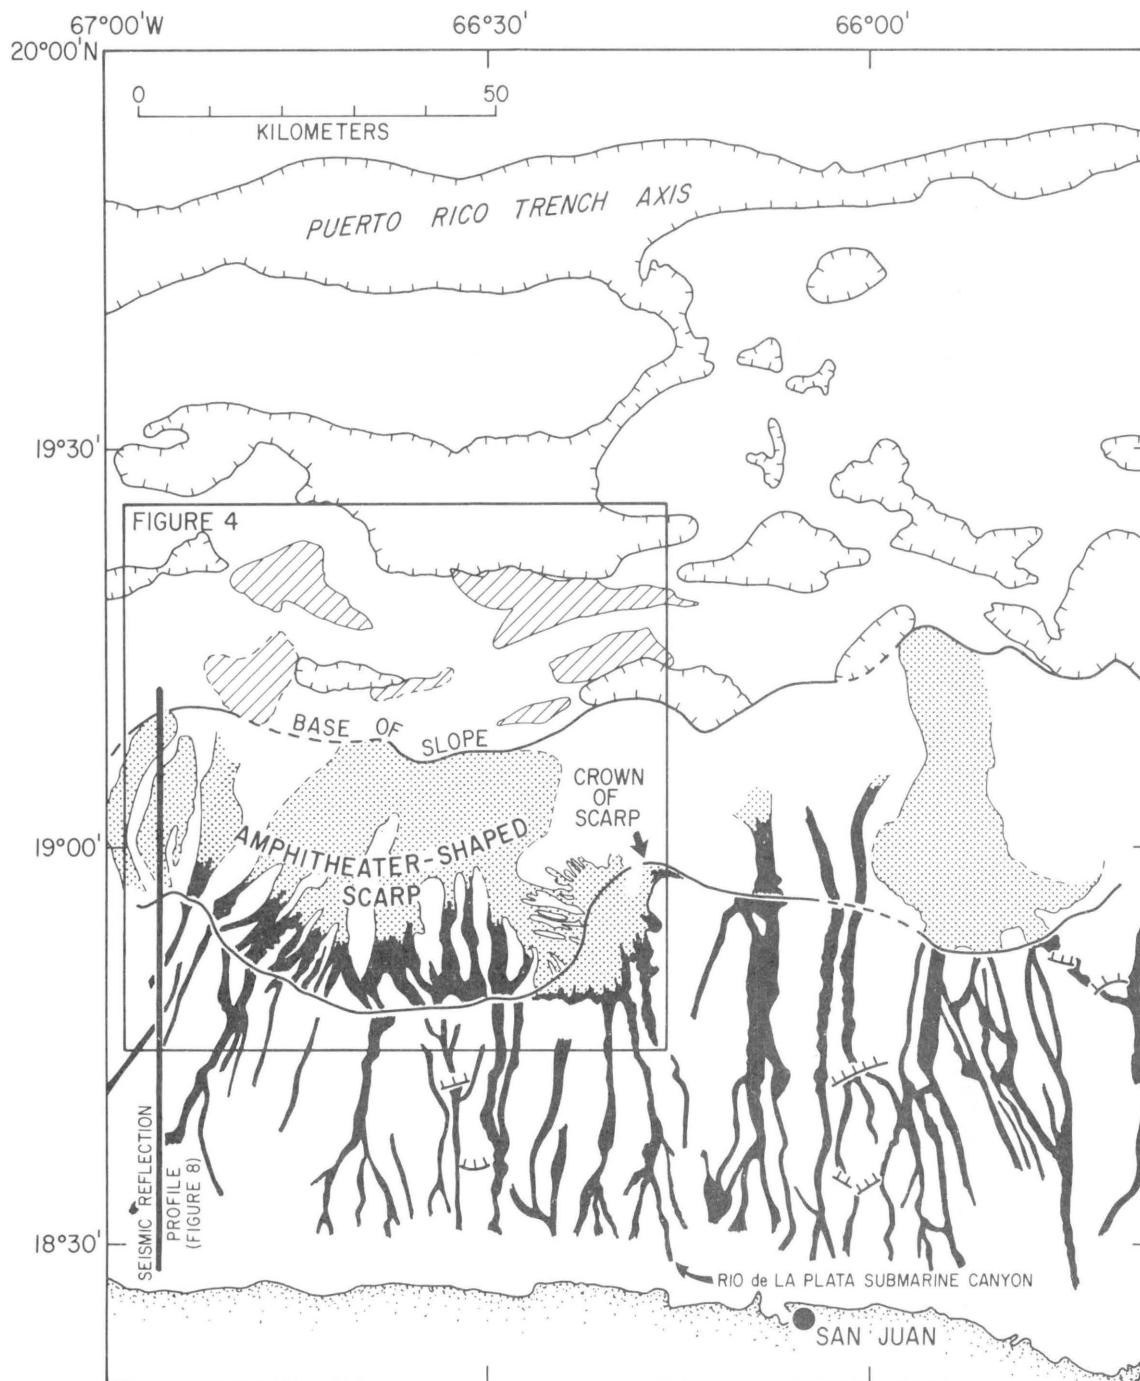 67°00'W 66°30' 66°00'
20°00'N
0 50
KILOMETERS
PUERTO RICO TRENCH AXIS
19°30'
FIGURE 4
BASE OF SLOPE
CROWN
OF
SCARP
19°00'
AMPHITHEATER-SHAPED
SCARP
SEISMIC REFLECTION
PROFILE
(FIGURE 8)
18°30'
RIO de LA PLATA SUBMARINE CANYON
SAN JUAN